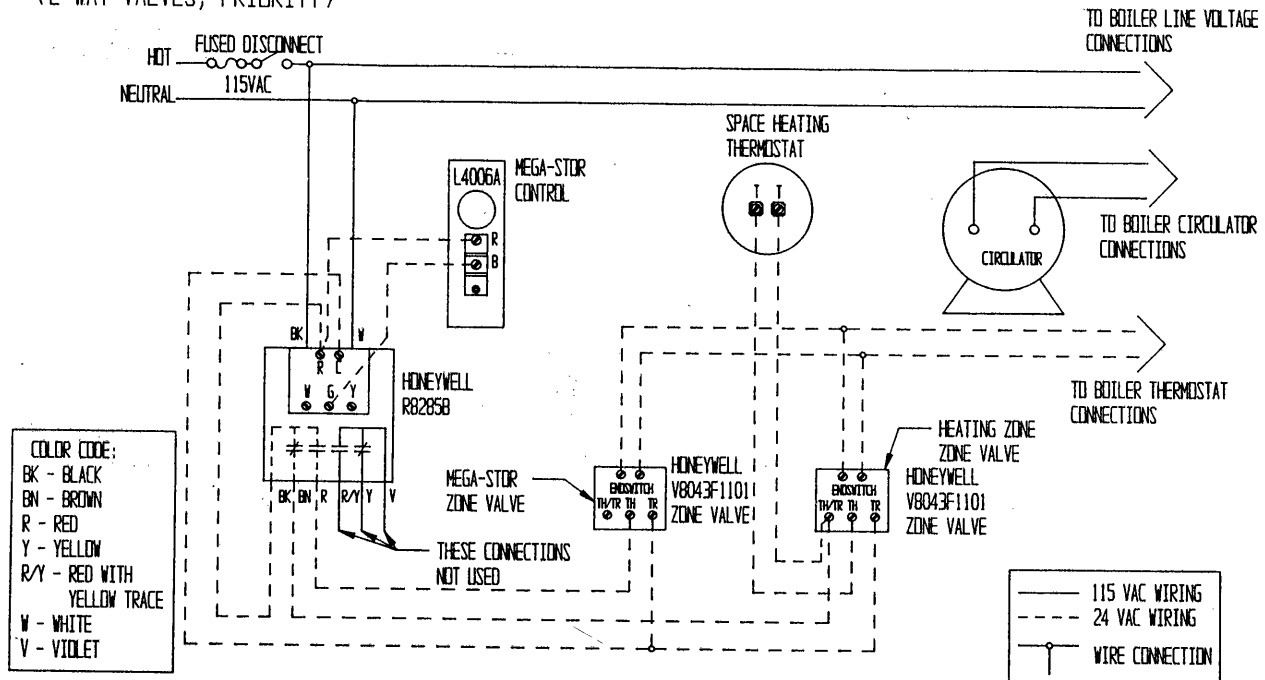 (2-WAY VALVES, PRIORITY)
TO BOILER LINE VOLTAGE
CONNECTIONS
HOT
FUSED DISCONNECT
115VAC
NEUTRAL
SPACE HEATING
THERMOSTAT
T T
L4006A
MEGA-STOR
CONTROL
R
B
CIRCULATOR
TO BOILER CIRCULATOR
CONNECTIONS
BK
W
R L
W G Y
HONEYWELL
R8285B
TO BOILER THERMOSTAT
CONNECTIONS
COLOR CODE:
BK - BLACK
BN - BROWN
R - RED
Y - YELLOW
R/Y - RED WITH
YELLOW TRACE
W - WHITE
V - VIOLET
BK BN R R/Y Y V
THESE CONNECTIONS
NOT USED
MEGA-STOR
ZONE VALVE
ENDSWITCH
TH/TR TH TR
HONEYWELL
V8043F1101
ZONE VALVE
HEATING ZONE
ZONE VALVE
ENDSWITCH
TH/TR TH TR
HONEYWELL
V8043F1101
ZONE VALVE
115 VAC WIRING
24 VAC WIRING
WIRE CONNECTION